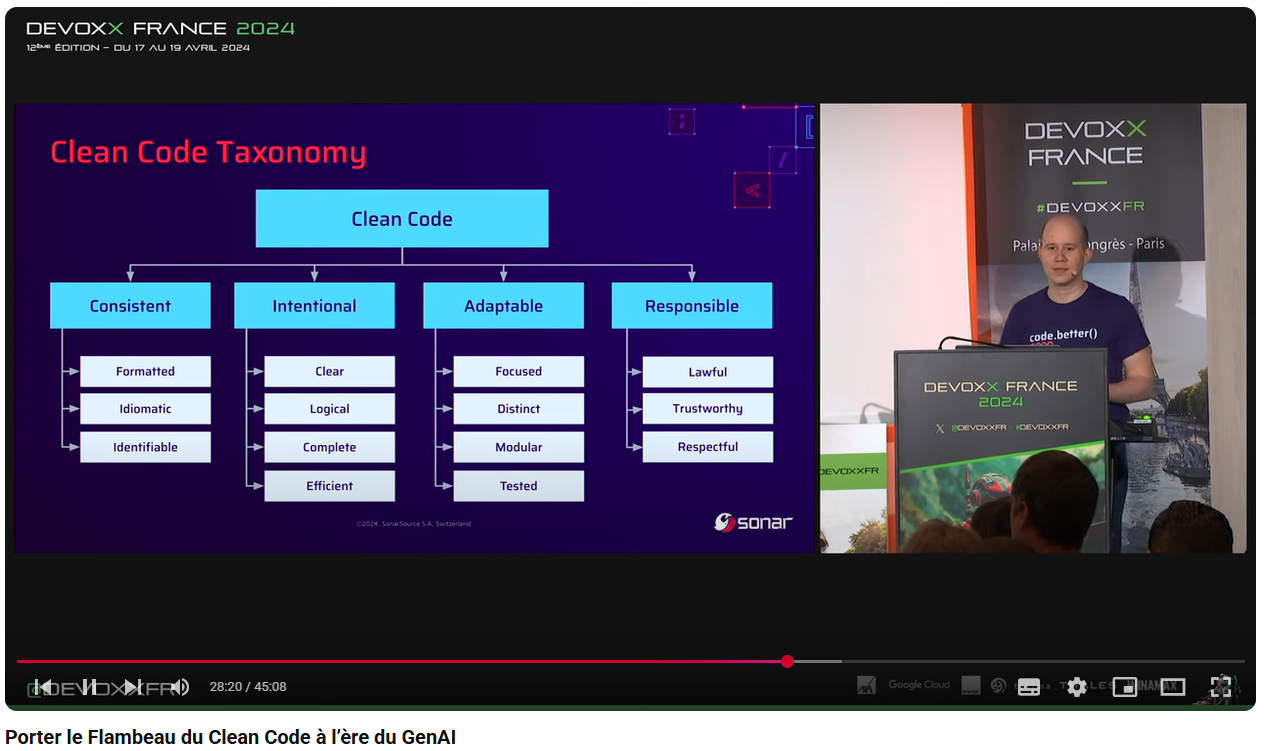 DEVOXX FRANCE 2024
12ÈME ÉDITION - DU 17 AU 19 AVRIL 2024
Clean Code Taxonomy
Clean Code
Consistent
Intentional
Adaptable
Responsible
Formatted
Idiomatic
Identifiable
Clear
Logical
Complete
Efficient
Focused
Distinct
Modular
Tested
Lawful
Trustworthy
Respectful
©2024, SonarSource S.A, Switzerland.
sonar
DEVOXX
FRANCE
#DEVOXXFR
Palai ongrès - Paris
code.better()
DEVOXX FRANCE
2024
@DEVOXXFR - #DEVOXXFR
DEVOXXFR
@DEVOXXFR
28:20 / 45:08
Google Cloud
Porter le Flambeau du Clean Code à l’ère du GenAI